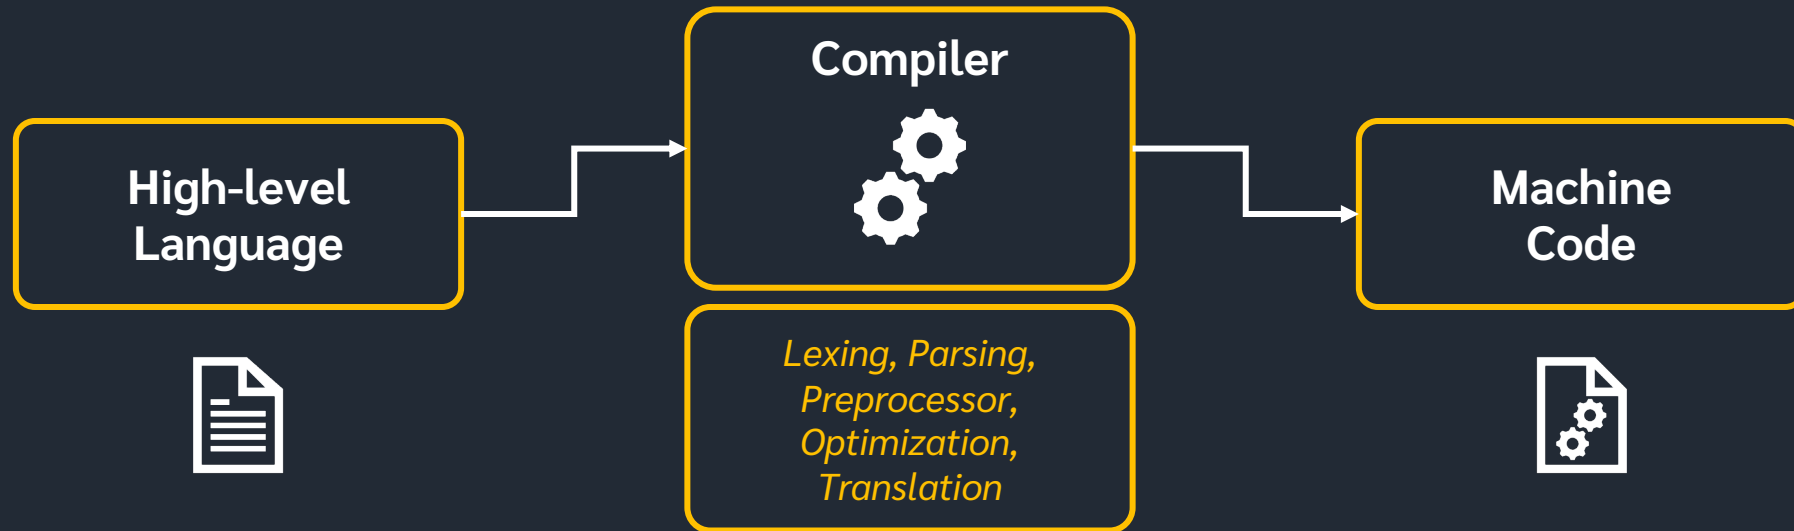 High-level
Language
Compiler
Lexing, Parsing,
Preprocessor,
Optimization,
Translation
Machine
Code